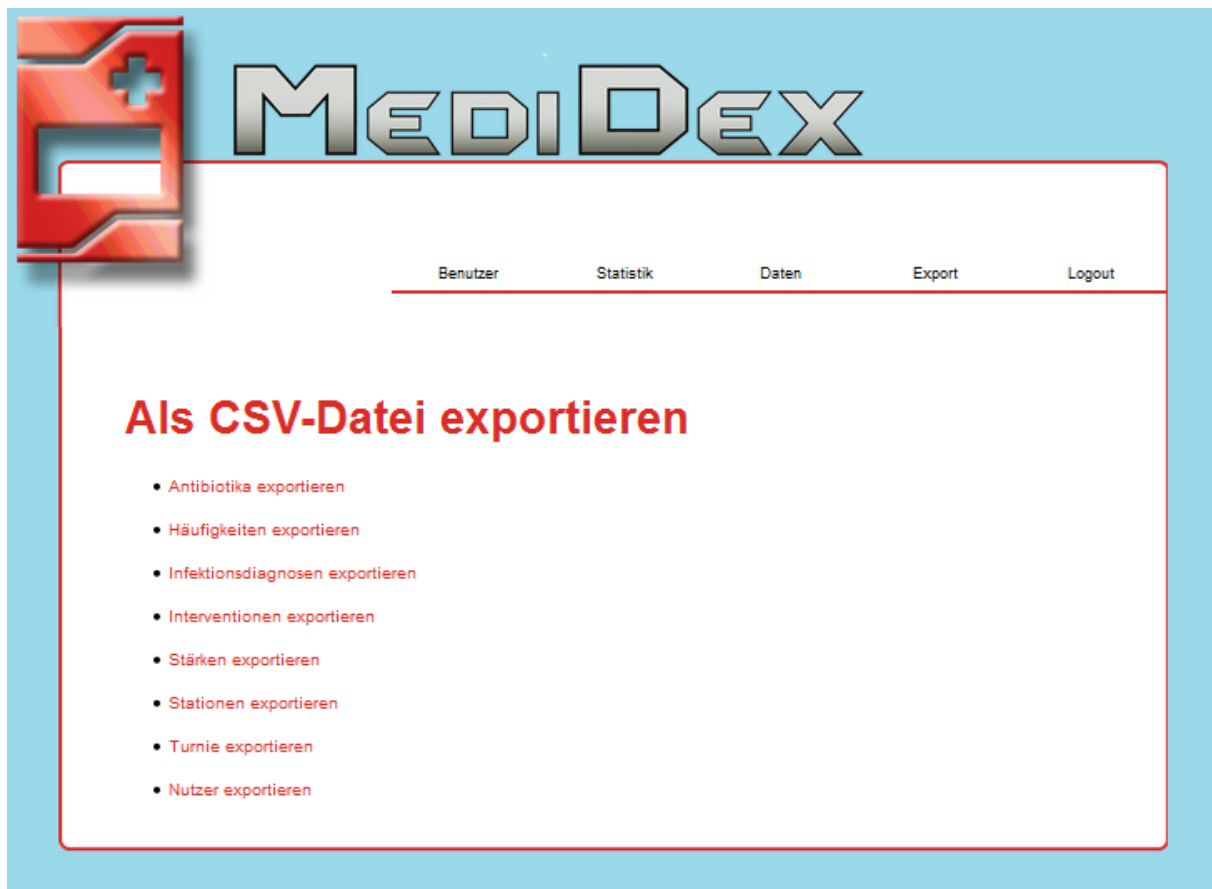 MEDIDEX
Benutzer Statistik Daten Export Logout
Als CSV-Datei exportieren
Antibiotika exportieren
Häufigkeiten exportieren
Infektionsdiagnosen exportieren
Interventionen exportieren
Stärken exportieren
Stationen exportieren
Turnie exportieren
Nutzer exportieren